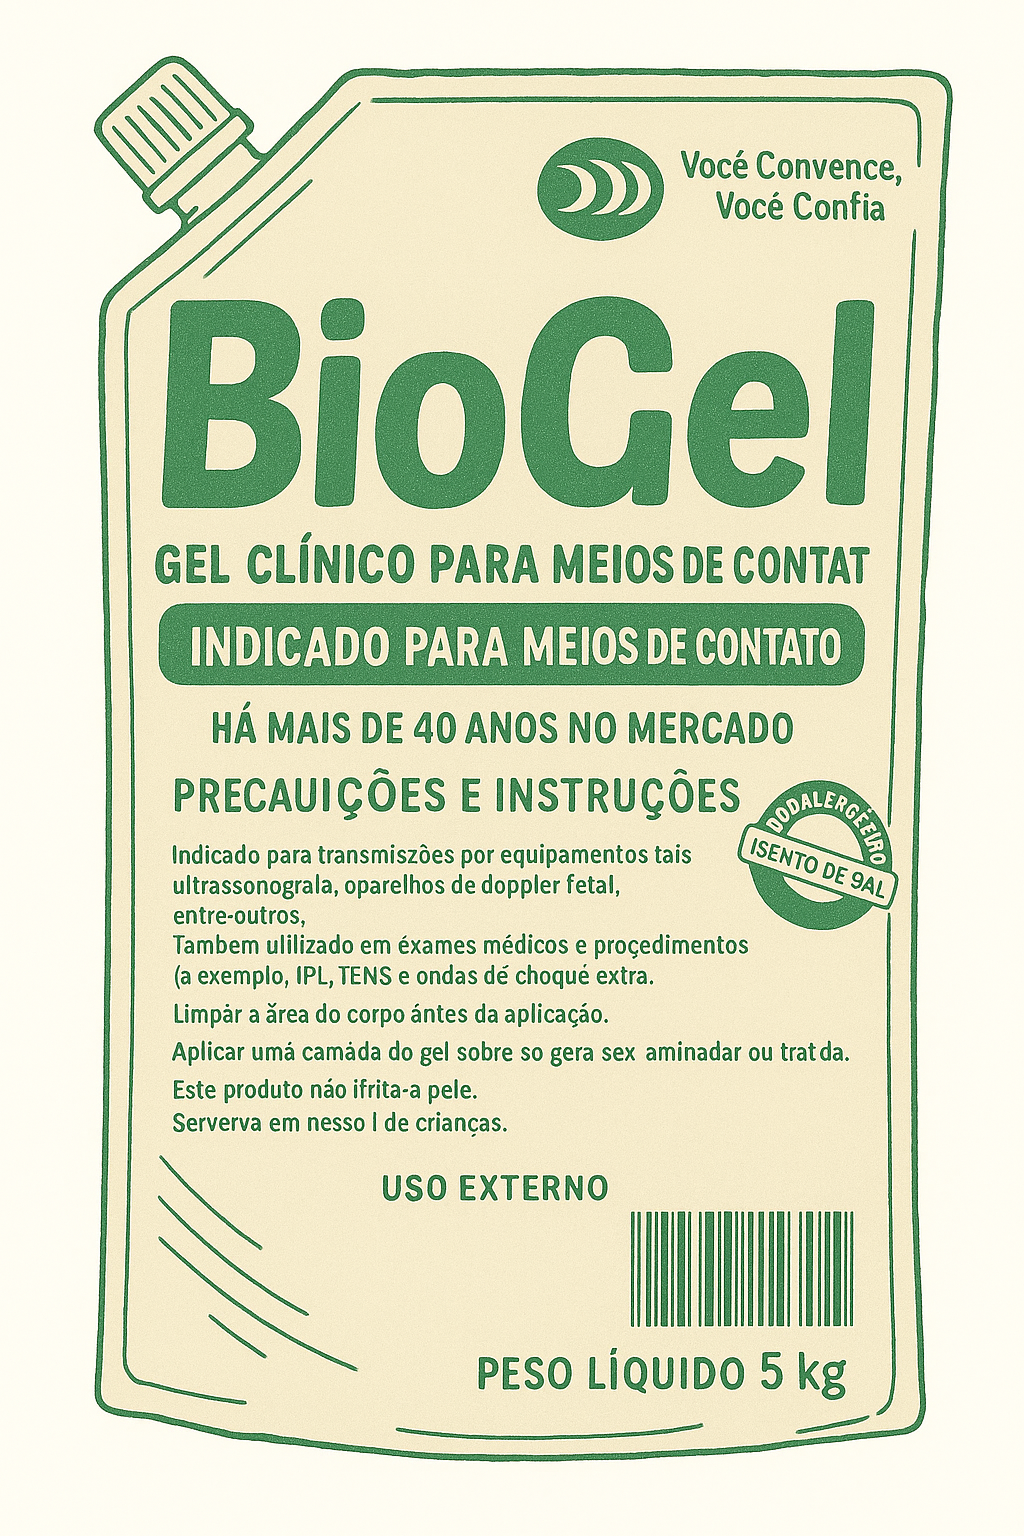 Vocé Convence,
Vocé Confia
BioGel
GEL CLÍNICO PARA MEIOS DE CONTAT
INDICADO PARA MEIOS DE CONTATO
HÁ MAIS DE 40 ANOS NO MERCADO
PRECAUIÇÕES E INSTRUÇÕES
DODALERGÉEIRO
ISENTO DE 9AL
Indicado para transmiszões por equipamentos tais
ultrassonograla, oparelhos de doppler fetal,
entre-outros,
Tambem ulilizado em éxames médicos e proçedimentos
(a exemplo, IPL, TENS e ondas dé choqué extra.
Limpàr a ărea do corpo ántes da aplicação.
Aplicar umá camáda do gel sobre so gera sex aminadar ou trat da.
Este produto náo ifrita-a pele.
Serverva em nesso l de crianças.
USO EXTERNO
PESO LÍQUIDO 5 kg